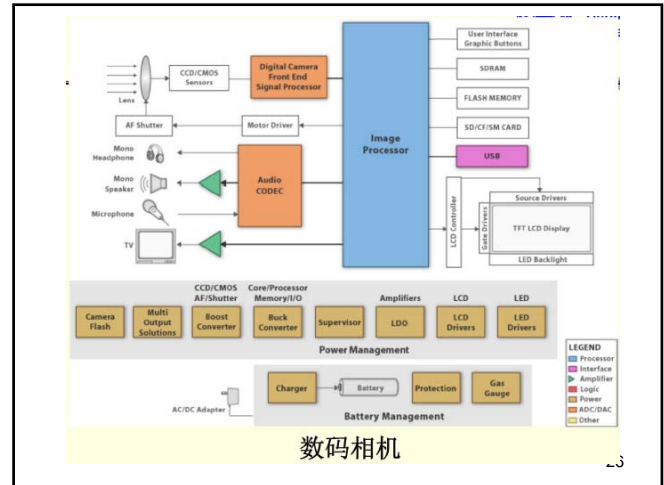 User Interface
Graphic Buttons
CCD/CMOS
Sensors
Digital Camera
Front End
Signal Processor
SDRAM
Lens
FLASH MEMORY
AF Shutter
Motor Driver
SD/CF/SM CARD
Image
Processor
Mono
Headphone
USB
Mono
Speaker
Audio
CODEC
Microphone
TV
LCD Controller
Source Drivers
Gate Drivers
TFT LCD Display
LED Backlight
CCD/CMOS
AF/Shutter
Core/Processor
Memory/I/O
Amplifiers
LCD
LED
Camera
Flash
Multi
Output
Solutions
Boost
Converter
Buck
Converter
Supervisor
LDO
LCD
Drivers
LED
Drivers
Power Management
LEGEND
Processor
Interface
Amplifier
Logic
Power
ADC/DAC
Other
Charger
Battery
Protection
Gas
Gauge
AC/DC Adapter
Battery Management
数码相机